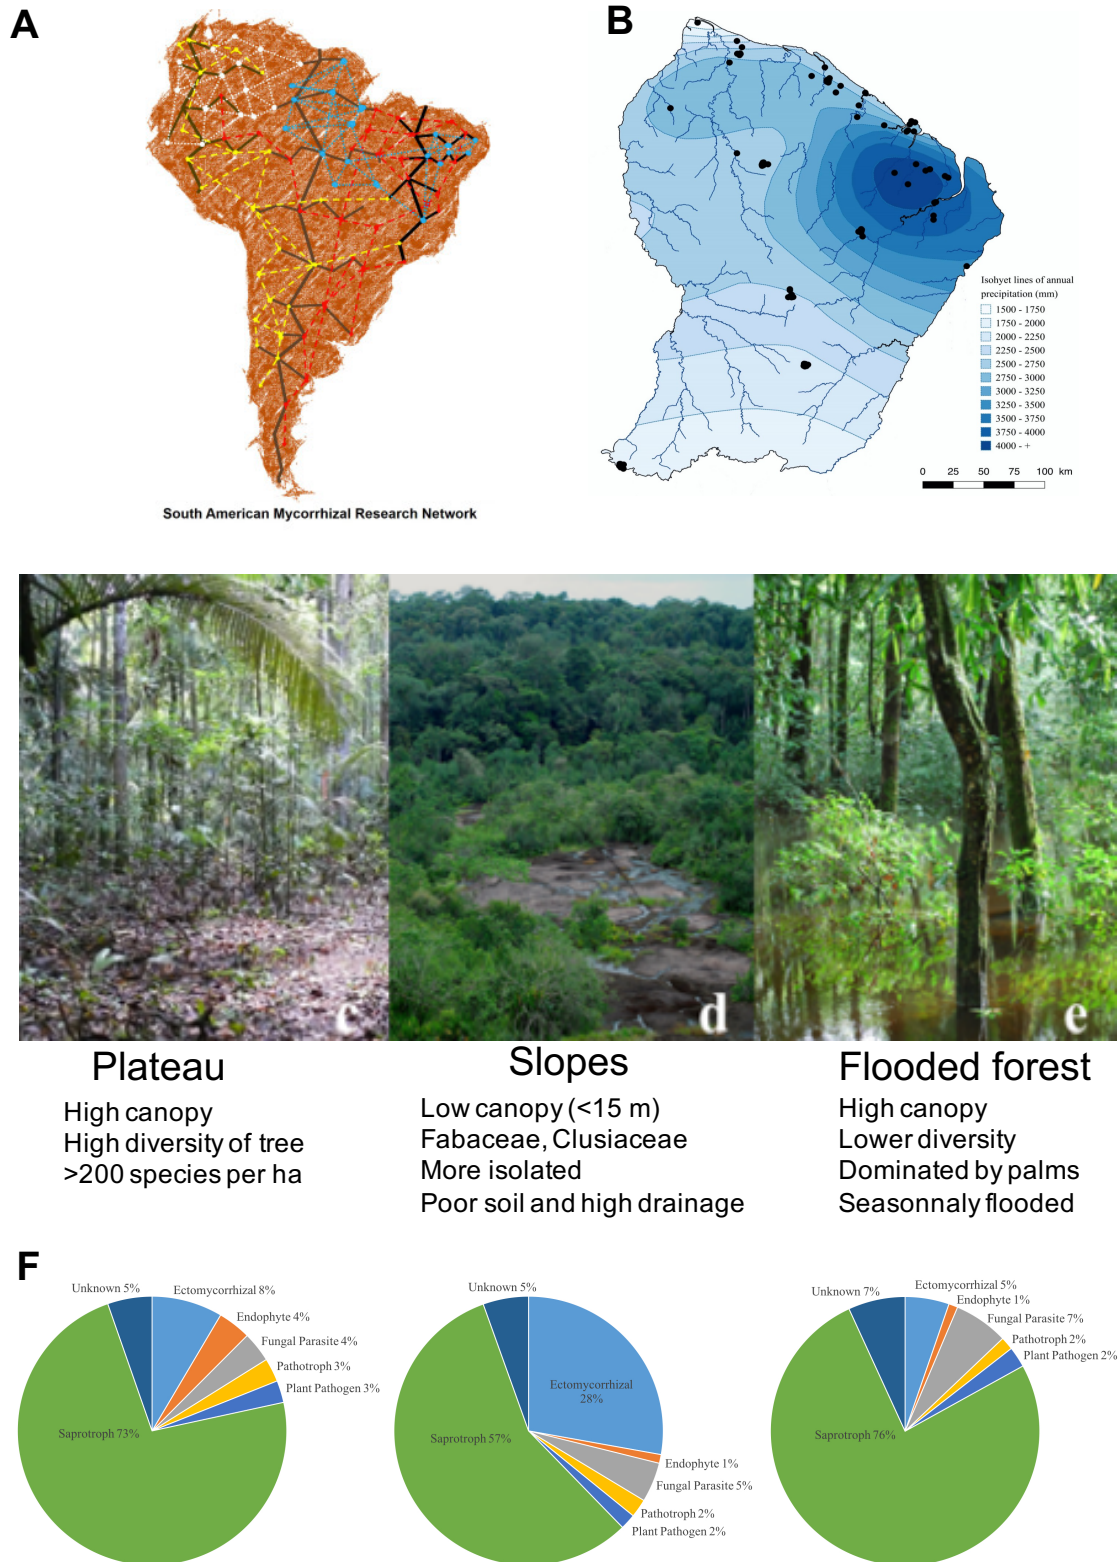 A
B
South American Mycorrhizal Research Network
Isohyet lines of annual
precipitation (mm)
1500 - 1750
1750 - 2000
2000 - 2250
2250 - 2500
2500 - 2750
2750 - 3000
3000 - 3250
3250 - 3500
3500 - 3750
3750 - 4000
4000 - +
0 25 50 75 100 km
c
d
e
Plateau
High canopy
High diversity of tree
>200 species per ha
Slopes
Low canopy (<15 m)
Fabaceae, Clusiaceae
More isolated
Poor soil and high drainage
Flooded forest
High canopy
Lower diversity
Dominated by palms
Seasonnaly flooded
F
Unknown 5%
Ectomycorrhizal 8%
Endophyte 4%
Fungal Parasite 4%
Pathotroph 3%
Plant Pathogen 3%
Saprotroph 73%
Unknown 5%
Ectomycorrhizal
28%
Endophyte 1%
Fungal Parasite 5%
Pathotroph 2%
Plant Pathogen 2%
Saprotroph 57%
Unknown 7%
Ectomycorrhizal 5%
Endophyte 1%
Fungal Parasite 7%
Pathotroph 2%
Plant Pathogen 2%
Saprotroph 76%